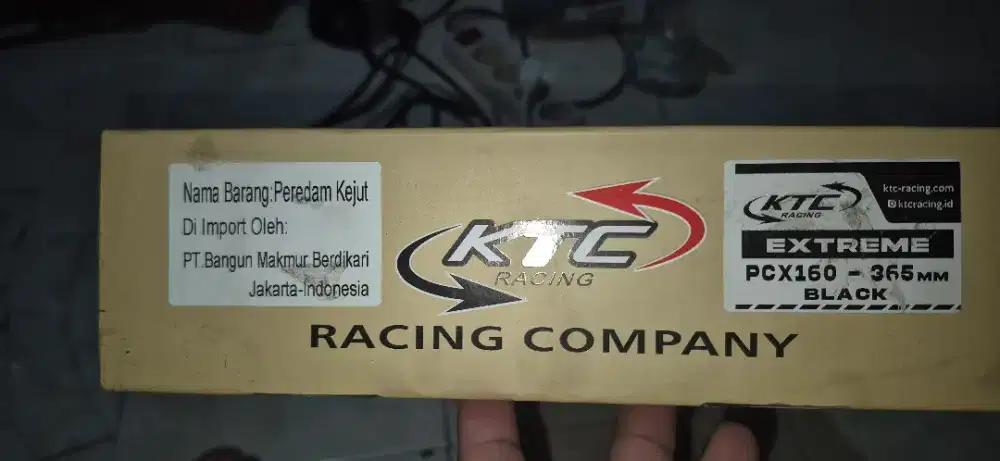 Nama Barang:Peredam Kejut
Di Import Oleh:
PT.Bangun Makmur Berdikari
Jakarta-Indonesia
KTC
RACING
RACING COMPANY
KTC
RACING
ktc-racing.com
ktcracing.id
EXTREME
PCX160 - 365MM
BLACK